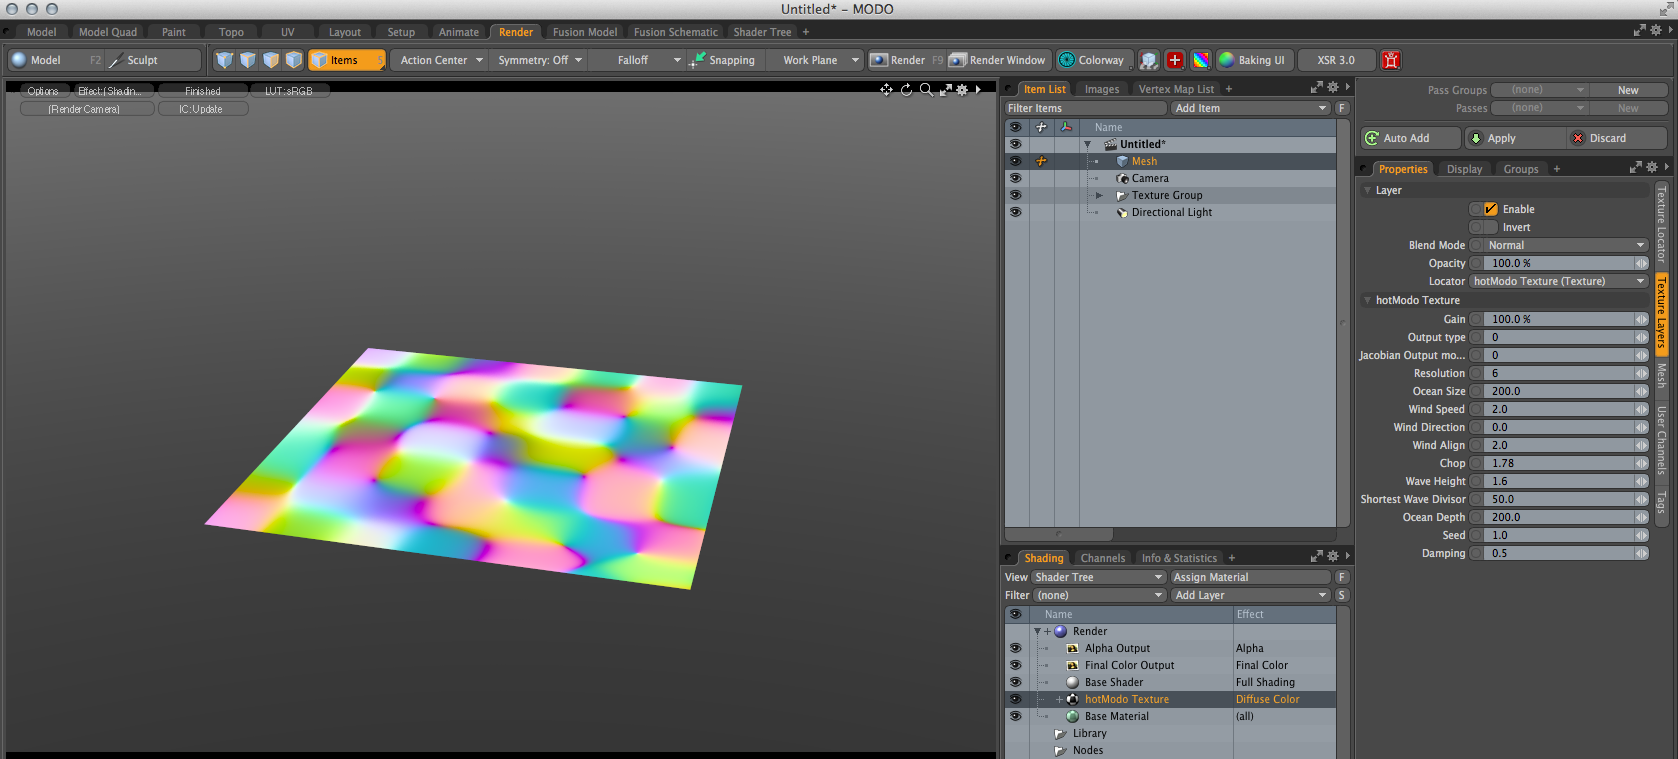 Untitled* - MODO
Model Model Quad Paint Topo UV Layout Setup Animate Render Fusion Model Fusion Schematic Shader Tree +
Model F2 Sculpt Items 5 Action Center Symmetry: Off Falloff Snapping Work Plane Render F9 Render Window Colorway Baking UI XSR 3.0
Options Effect: (Shadin... Finished LUT: sRGB
(Render Camera) IC: Update
Item List Images Vertex Map List +
Filter Items Add Item F
Name
Untitled*
Mesh
Camera
Texture Group
Directional Light
Shading Channels Info & Statistics +
View Shader Tree Assign Material F
Filter (none) Add Layer S
Name Effect
Render
Alpha Output Alpha
Final Color Output Final Color
Base Shader Full Shading
hotModo Texture Diffuse Color
Base Material (all)
Library
Nodes
Pass Groups (none) New
Passes (none) New
Auto Add Apply Discard
Properties Display Groups +
Layer
Enable
Invert
Blend Mode Normal
Opacity 100.0 %
Locator hotModo Texture (Texture)
hotModo Texture
Gain 100.0 %
Output type 0
Jacobian Output mo... 0
Resolution 6
Ocean Size 200.0
Wind Speed 2.0
Wind Direction 0.0
Wind Align 2.0
Chop 1.78
Wave Height 1.6
Shortest Wave Divisor 50.0
Ocean Depth 200.0
Seed 1.0
Damping 0.5
Texture Locator
Texture Layers
Mesh
User Channels
Tags